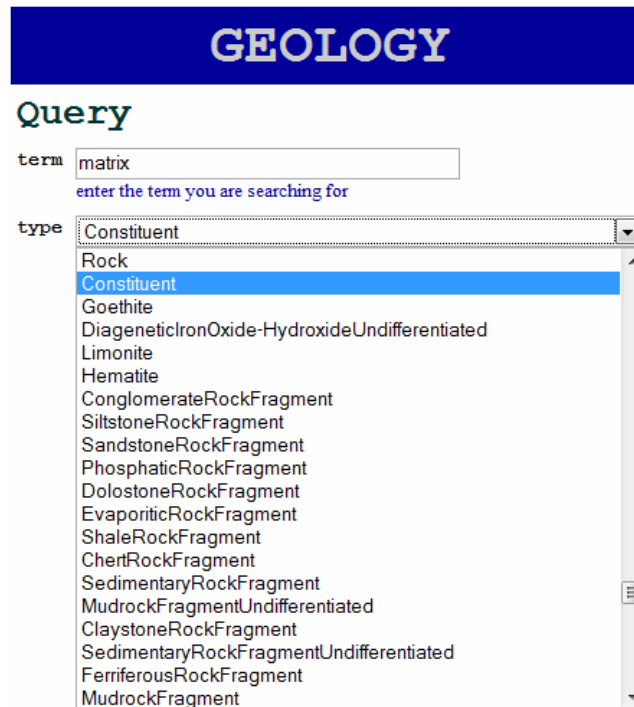 GEOLOGY
Query
term matrix
enter the term you are searching for
type Constituent
Rock
Constituent
Goethite
DiageneticIronOxide-HydroxideUndifferentiated
Limonite
Hematite
ConglomerateRockFragment
SiltstoneRockFragment
SandstoneRockFragment
PhosphaticRockFragment
DolostoneRockFragment
EvaporiticRockFragment
ShaleRockFragment
ChertRockFragment
SedimentaryRockFragment
MudrockFragmentUndifferentiated
ClaystoneRockFragment
SedimentaryRockFragmentUndifferentiated
FerriferousRockFragment
MudrockFragment